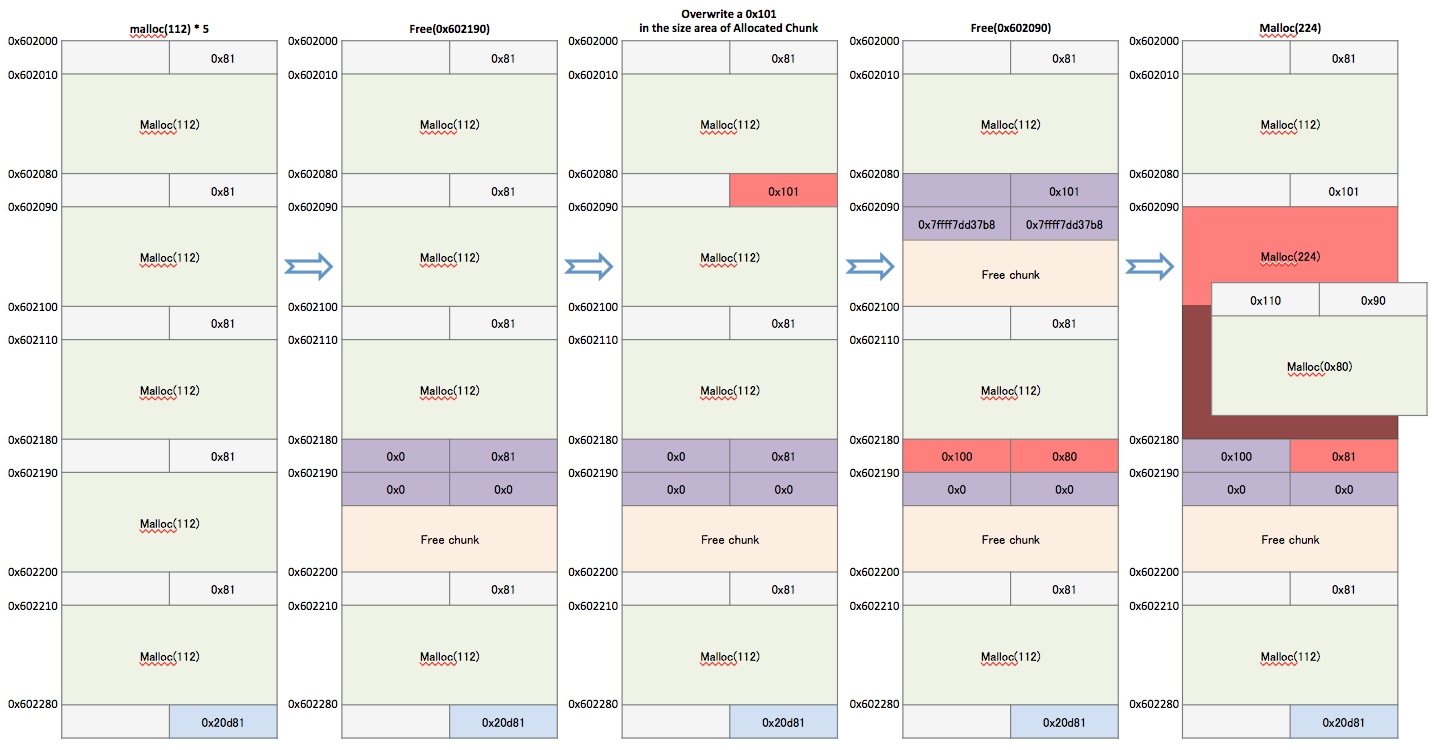 malloc(112) * 5
0x602000
0x81
0x602010
Malloc(112)
0x602080
0x81
0x602090
Malloc(112)
0x602100
0x81
0x602110
Malloc(112)
0x602180
0x81
0x602190
Malloc(112)
0x602200
0x81
0x602210
Malloc(112)
0x602280
0x20d81
Free(0x602190)
0x602000
0x81
0x602010
Malloc(112)
0x602080
0x81
0x602090
Malloc(112)
0x602100
0x81
0x602110
Malloc(112)
0x602180
0x0 0x81
0x602190
0x0 0x0
Free chunk
0x602200
0x81
0x602210
Malloc(112)
0x602280
0x20d81
Overwrite a 0x101
in the size area of Allocated Chunk
0x602000
0x81
0x602010
Malloc(112)
0x602080
0x101
0x602090
Malloc(112)
0x602100
0x81
0x602110
Malloc(112)
0x602180
0x0 0x81
0x602190
0x0 0x0
Free chunk
0x602200
0x81
0x602210
Malloc(112)
0x602280
0x20d81
Free(0x602090)
0x602000
0x81
0x602010
Malloc(112)
0x602080
0x101
0x602090
0x7ffff7dd37b8 0x7ffff7dd37b8
Free chunk
0x602100
0x81
0x602110
Malloc(112)
0x602180
0x100 0x80
0x602190
0x0 0x0
Free chunk
0x602200
0x81
0x602210
Malloc(112)
0x602280
0x20d81
Malloc(224)
0x602000
0x81
0x602010
Malloc(112)
0x602080
0x101
0x602090
Malloc(224)
0x602100
0x110 0x90
0x602110
Malloc(0x80)
0x602180
0x100 0x81
0x602190
0x0 0x0
Free chunk
0x602200
0x81
0x602210
Malloc(112)
0x602280
0x20d81